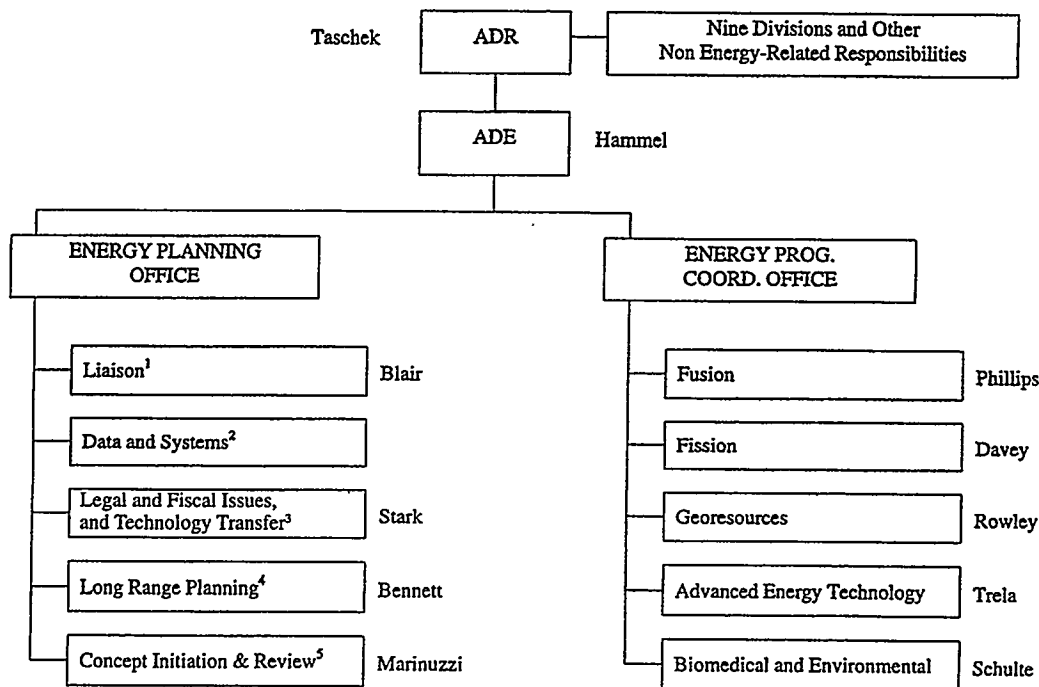 Taschek
ADR
Nine Divisions and Other
Non Energy-Related Responsibilities
ADE
Hammel
ENERGY PLANNING
OFFICE
Liaison¹
Blair
Data and Systems²
Legal and Fiscal Issues,
and Technology Transfer³
Stark
Long Range Planning⁴
Bennett
Concept Initiation & Review⁵
Marinuzzi
ENERGY PROG.
COORD. OFFICE
Fusion
Phillips
Fission
Davey
Georesources
Rowley
Advanced Energy Technology
Trela
Biomedical and Environmental
Schulte